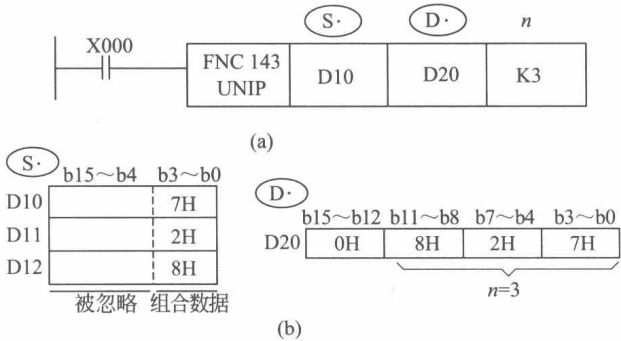 S· D· n
X000
FNC 143
UNIP
D10 D20 K3
(a)
S·
b15～b4 b3～b0
D10 7H
D11 2H
D12 8H
被忽略 组合数据
D·
b15～b12 b11～b8 b7～b4 b3～b0
D20 0H 8H 2H 7H
n=3
(b)